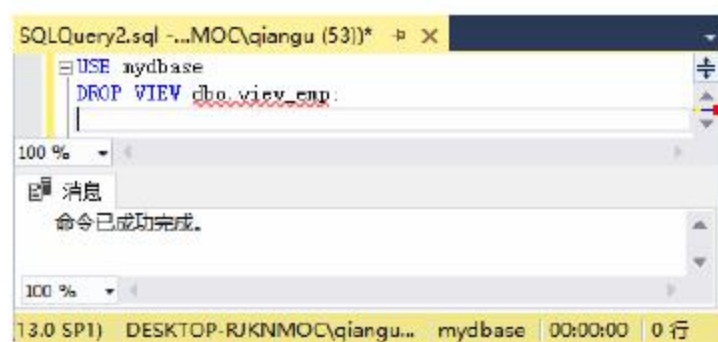 SQLQuery2.sql -...MOC\qiangu (53))*
USE mydbase
DROP VIEW dbo.view_emp;
100 %
消息
命令已成功完成。
100 %
13.0 SP1) DESKTOP-RJKNMOC\qiangu... mydbase 00:00:00 0 行